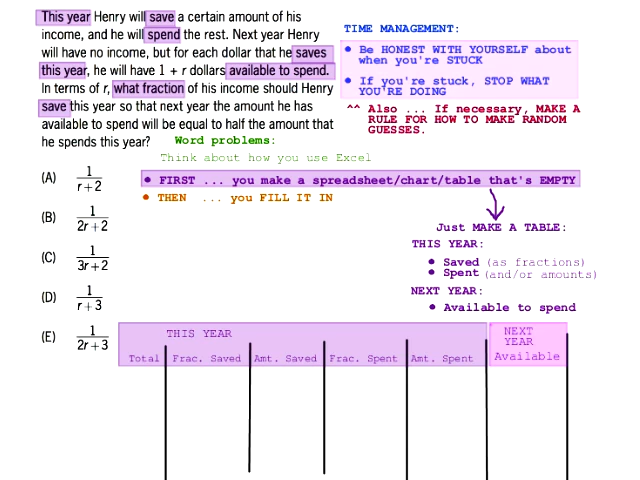 This year Henry will save a certain amount of his
income, and he will spend the rest. Next year Henry
will have no income, but for each dollar that he saves
this year, he will have 1 + r dollars available to spend.
In terms of r, what fraction of his income should Henry
save this year so that next year the amount he has
available to spend will be equal to half the amount that
he spends this year?
TIME MANAGEMENT:
• Be HONEST WITH YOURSELF about
when you're STUCK
• If you're stuck, STOP WHAT
YOU'RE DOING
^^ Also ... If necessary, MAKE A
RULE FOR HOW TO MAKE RANDOM
GUESSES.
Word problems:
Think about how you use Excel
• FIRST ... you make a spreadsheet/chart/table that's EMPTY
• THEN ... you FILL IT IN
(A) 1/(r+2)
(B) 1/(2r+2)
(C) 1/(3r+2)
(D) 1/(r+3)
(E) 1/(2r+3)
Just MAKE A TABLE:
THIS YEAR:
• Saved (as fractions)
• Spent (and/or amounts)
NEXT YEAR:
• Available to spend
THIS YEAR
NEXT
YEAR
Total Frac. Saved Amt. Saved Frac. Spent Amt. Spent Available